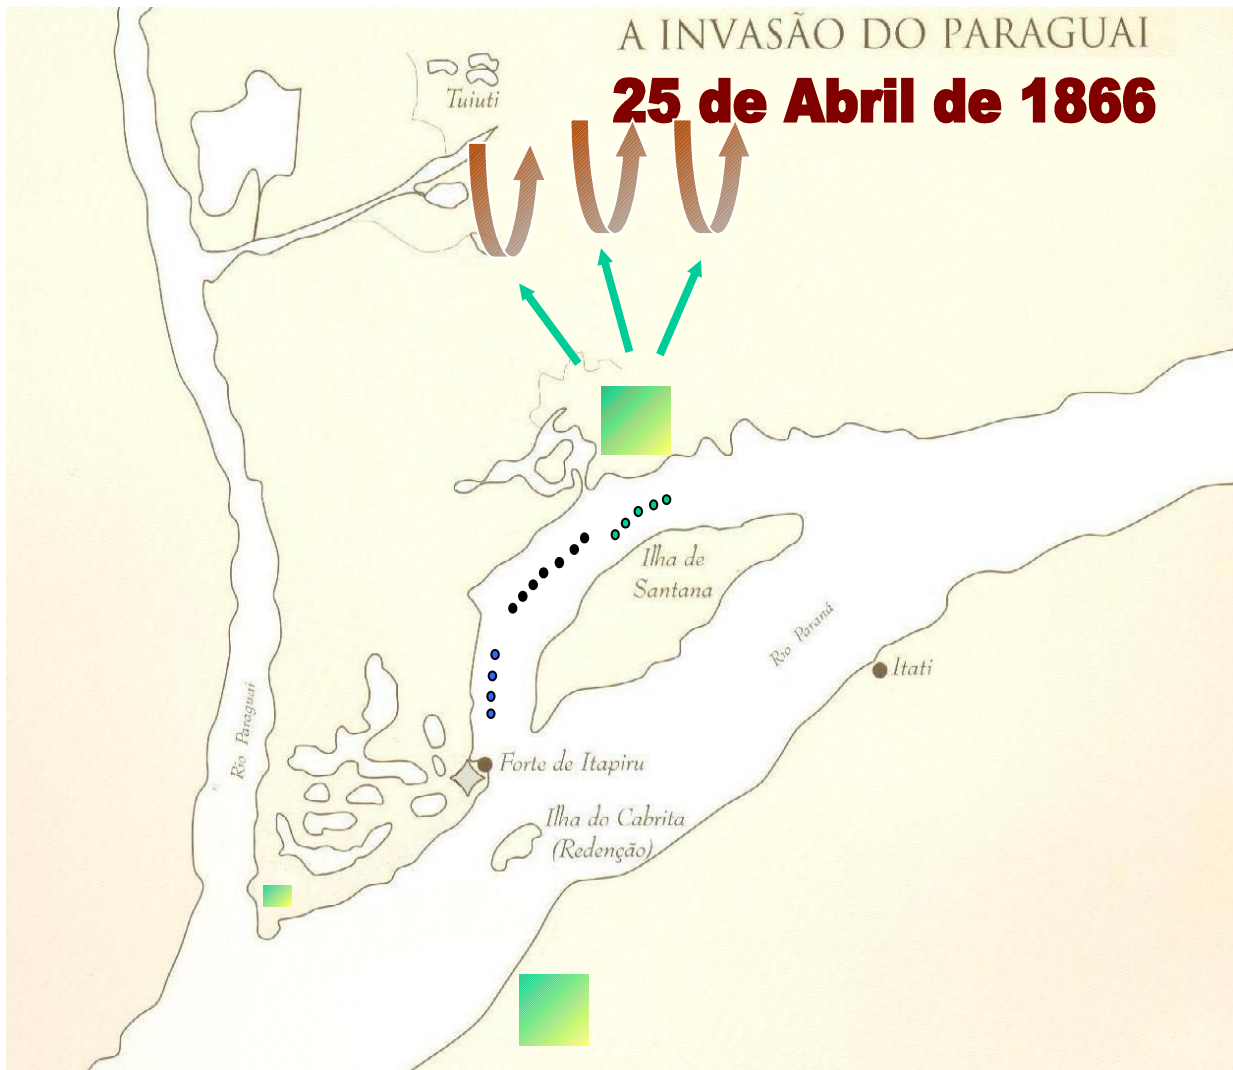 A INVASÃO DO PARAGUAI
25 de Abril de 1866
Tuiuti
Ilha de
Santana
Rio Paraná
Itati
Rio Paraguai
Forte de Itapiru
Ilha do Cabrita
(Redenção)